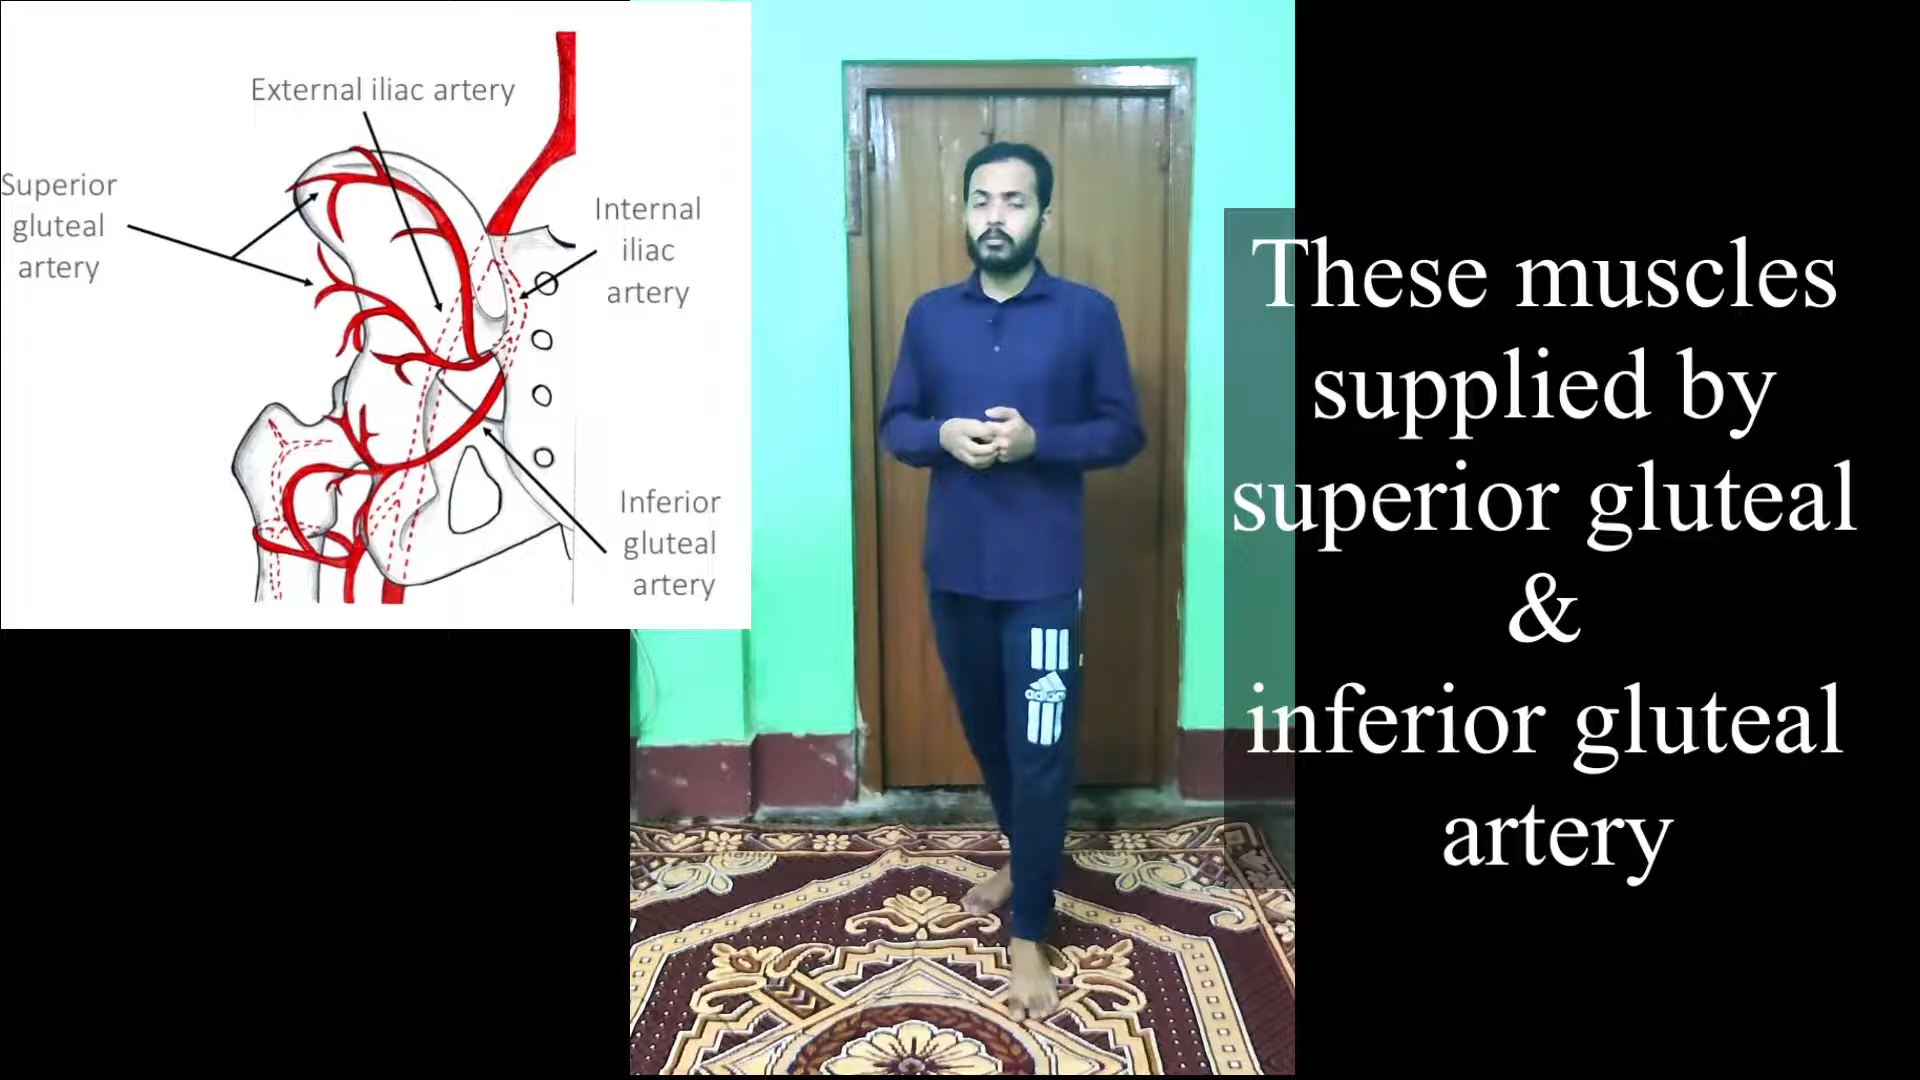 External iliac artery
Superior
gluteal
artery
Internal
iliac
artery
Inferior
gluteal
artery
These muscles
supplied by
superior gluteal
&
inferior gluteal
artery